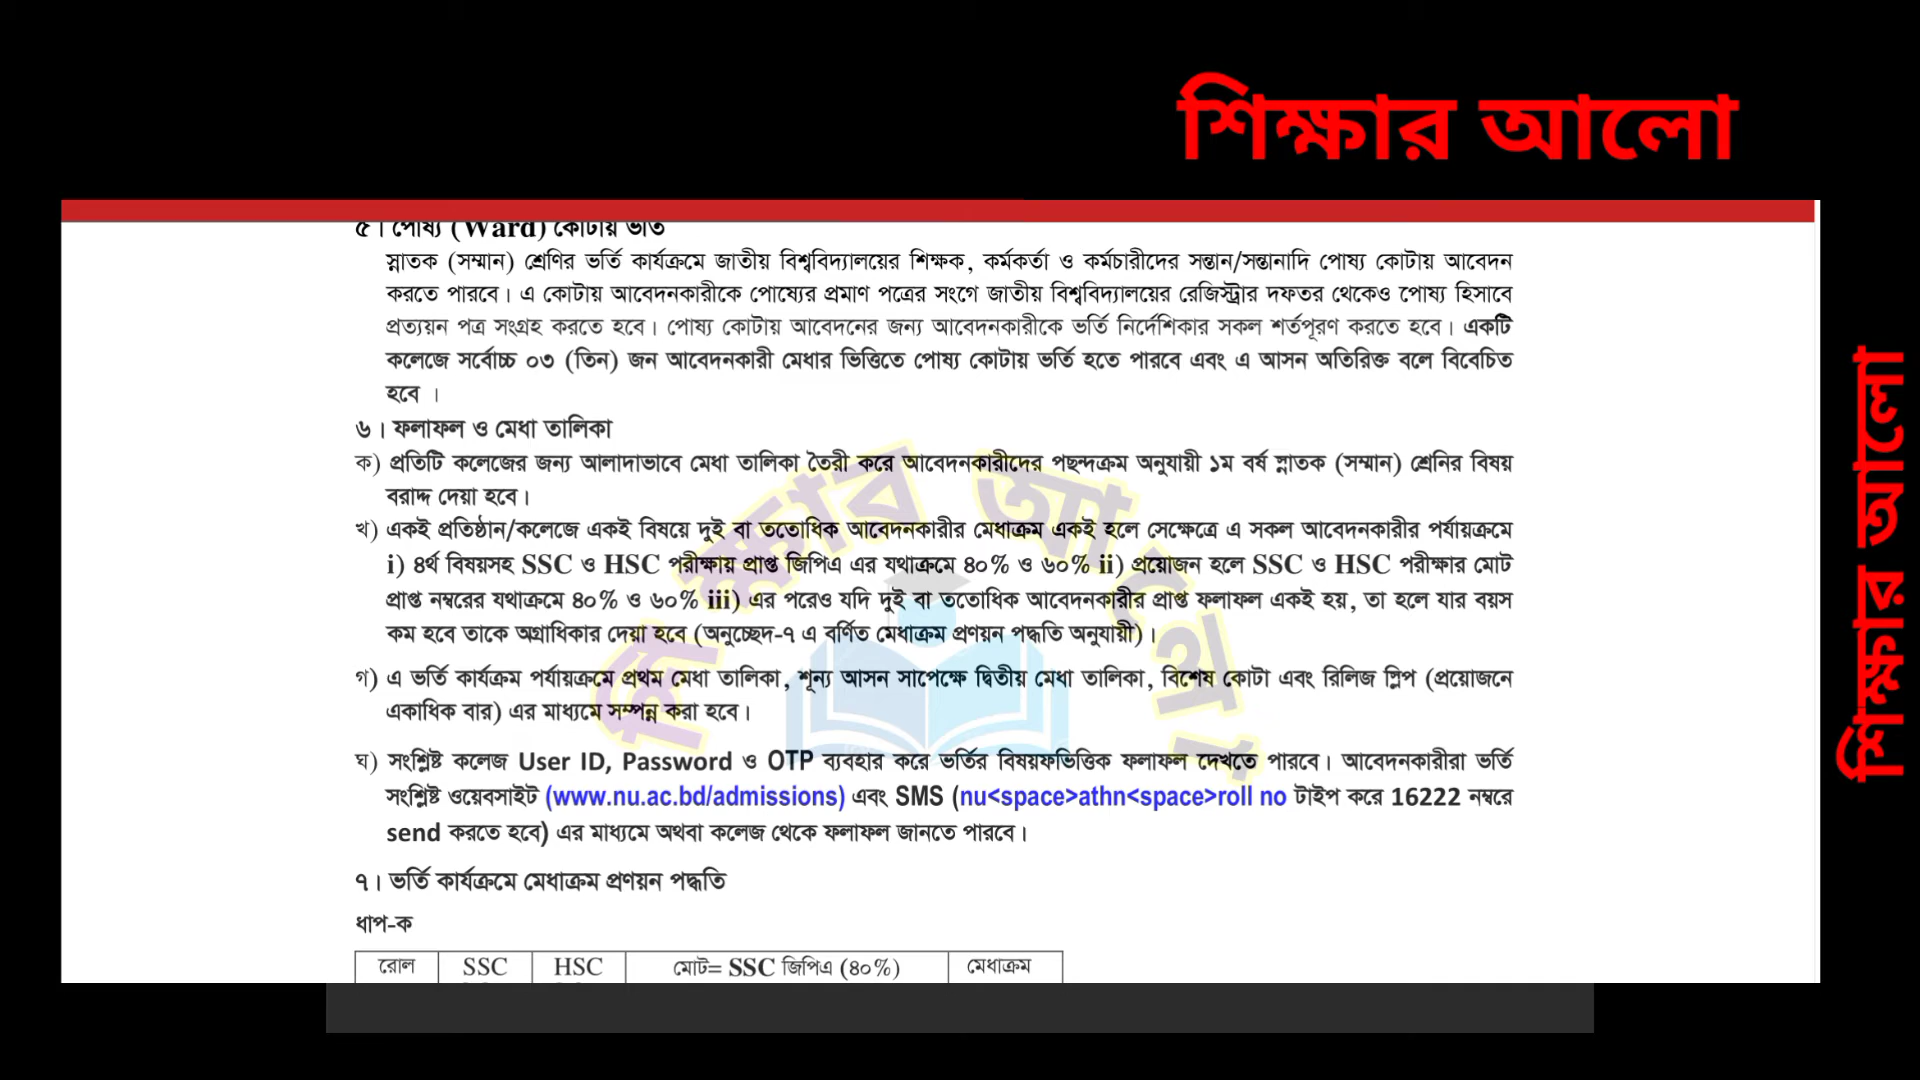 শিক্ষার আলো
৫। পোষ্য (Ward) কোটায় ভর্তি
স্নাতক (সম্মান) শ্রেণির ভর্তি কার্যক্রমে জাতীয় বিশ্ববিদ্যালয়ের শিক্ষক, কর্মকর্তা ও কর্মচারীদের সন্তান/সন্তানাদি পোষ্য কোটায় আবেদন
করতে পারবে। এ কোটায় আবেদনকারীকে পোষ্যের প্রমাণ পত্রের সংগে জাতীয় বিশ্ববিদ্যালয়ের রেজিস্ট্রার দফতর থেকেও পোষ্য হিসাবে
প্রত্যয়ন পত্র সংগ্রহ করতে হবে। পোষ্য কোটায় আবেদনের জন্য আবেদনকারীকে ভর্তি নির্দেশিকার সকল শর্তপূরণ করতে হবে। একটি
কলেজে সর্বোচ্চ ০৩ (তিন) জন আবেদনকারী মেধার ভিত্তিতে পোষ্য কোটায় ভর্তি হতে পারবে এবং এ আসন অতিরিক্ত বলে বিবেচিত
হবে ।
৬। ফলাফল ও মেধা তালিকা
ক) প্রতিটি কলেজের জন্য আলাদাভাবে মেধা তালিকা তৈরী করে আবেদনকারীদের পছন্দক্রম অনুযায়ী ১ম বর্ষ স্নাতক (সম্মান) শ্রেনির বিষয়
বরাদ্দ দেয়া হবে।
খ) একই প্রতিষ্ঠান/কলেজে একই বিষয়ে দুই বা ততোধিক আবেদনকারীর মেধাক্রম একই হলে সেক্ষেত্রে এ সকল আবেদনকারীর পর্যায়ক্রমে
i) ৪র্থ বিষয়সহ SSC ও HSC পরীক্ষায় প্রাপ্ত জিপিএ এর যথাক্রমে ৪০% ও ৬০% ii) প্রয়োজন হলে SSC ও HSC পরীক্ষার মোট
প্রাপ্ত নম্বরের যথাক্রমে ৪০% ও ৬০% iii) এর পরেও যদি দুই বা ততোধিক আবেদনকারীর প্রাপ্ত ফলাফল একই হয়, তা হলে যার বয়স
কম হবে তাকে অগ্রাধিকার দেয়া হবে (অনুচ্ছেদ-৭ এ বর্ণিত মেধাক্রম প্রণয়ন পদ্ধতি অনুযায়ী)।
গ) এ ভর্তি কার্যক্রম পর্যায়ক্রমে প্রথম মেধা তালিকা, শূন্য আসন সাপেক্ষে দ্বিতীয় মেধা তালিকা, বিশেষ কোটা এবং রিলিজ স্লিপ (প্রয়োজনে
একাধিক বার) এর মাধ্যমে সম্পন্ন করা হবে।
ঘ) সংশ্লিষ্ট কলেজ User ID, Password ও OTP ব্যবহার করে ভর্তির বিষয়ফভিত্তিক ফলাফল দেখতে পারবে। আবেদনকারীরা ভর্তি
সংশ্লিষ্ট ওয়েবসাইট (www.nu.ac.bd/admissions) এবং SMS (nu<space>athn<space>roll no টাইপ করে 16222 নম্বরে
send করতে হবে) এর মাধ্যমে অথবা কলেজ থেকে ফলাফল জানতে পারবে।
৭। ভর্তি কার্যক্রমে মেধাক্রম প্রণয়ন পদ্ধতি
ধাপ-ক
রোল SSC HSC মোট= SSC জিপিএ (৪০%) মেধাক্রম
শিক্ষার আলো
শিক্ষার আলো